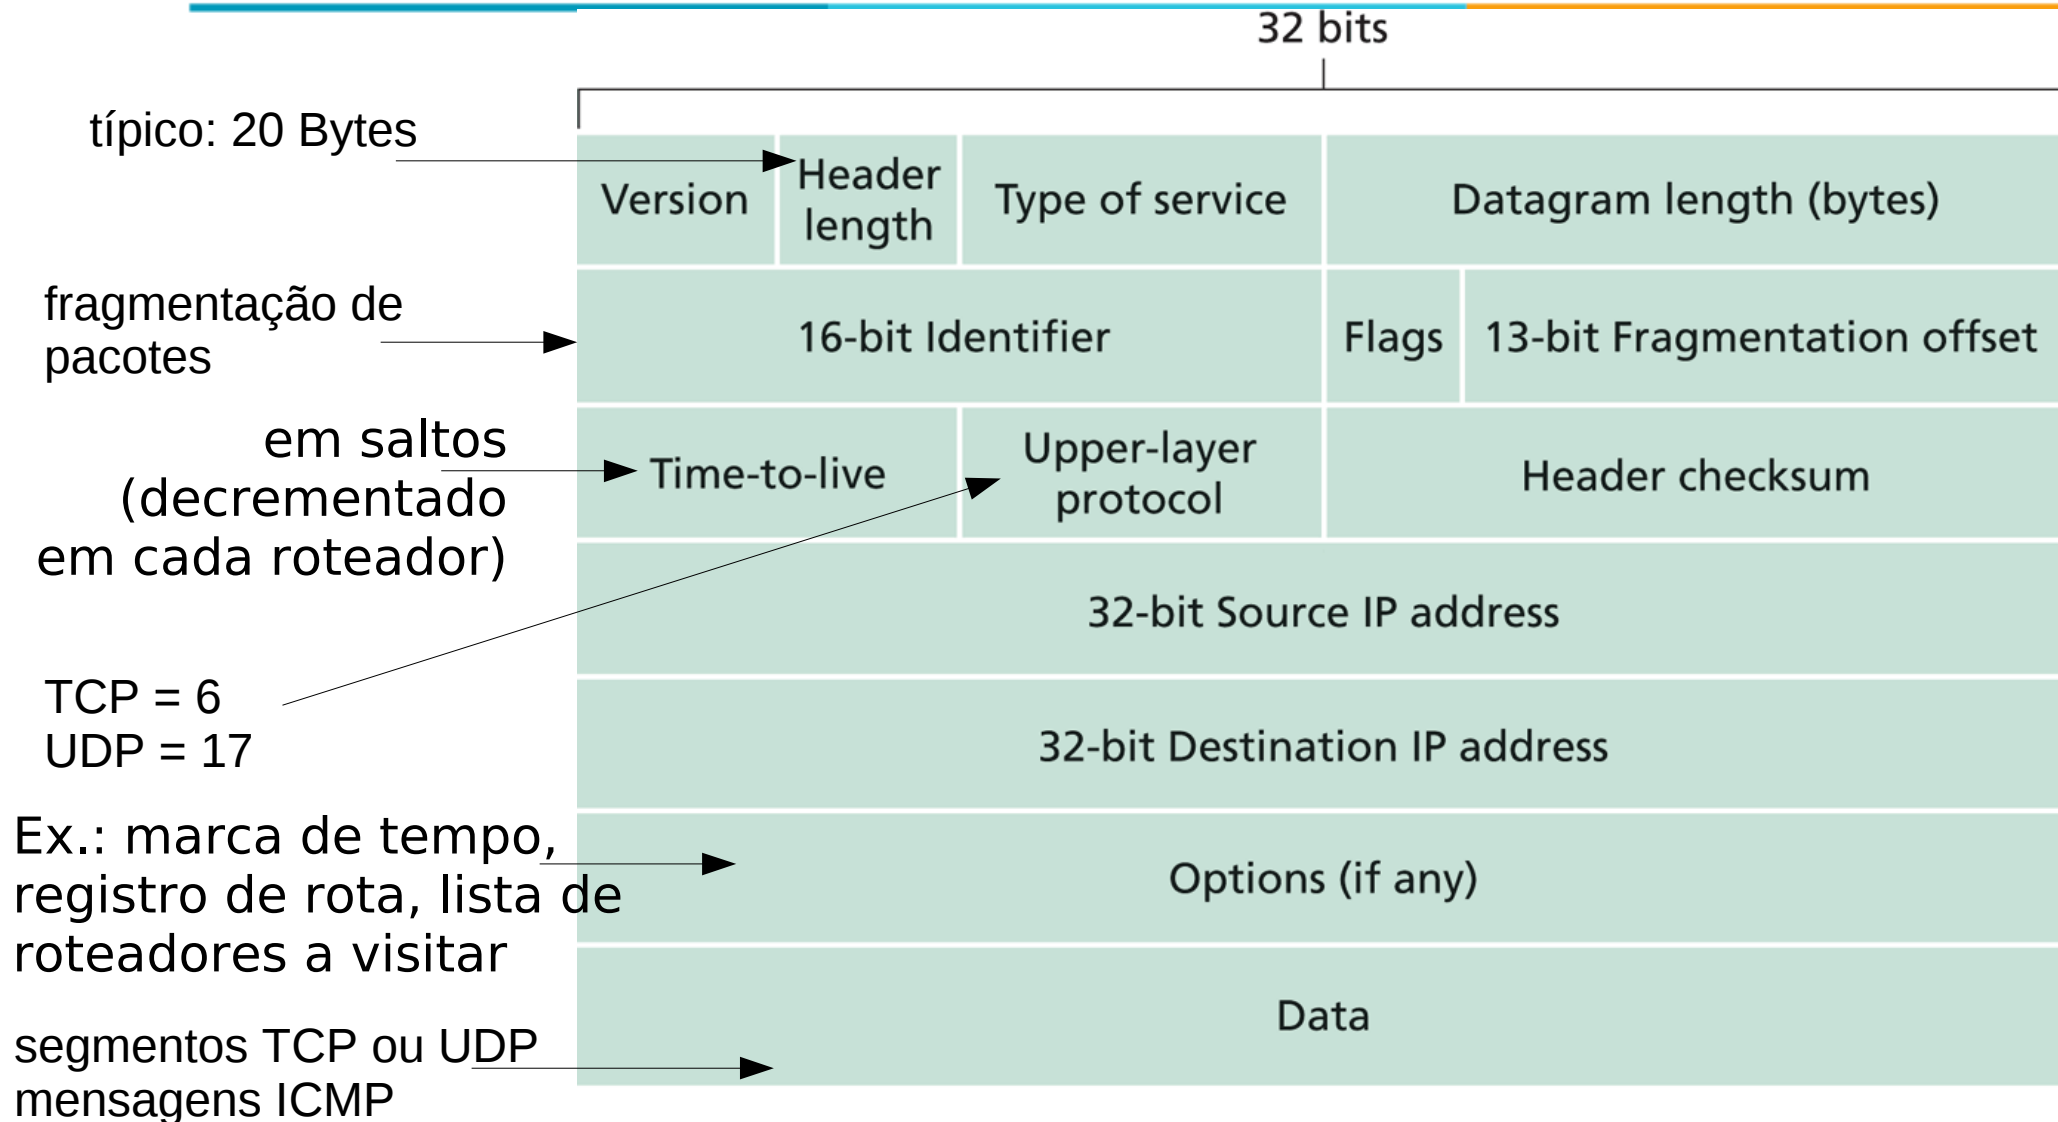 32 bits
típico: 20 Bytes
Version
Header
length
Type of service
Datagram length (bytes)
fragmentação de
pacotes
16-bit Identifier
Flags
13-bit Fragmentation offset
em saltos
(decrementado
em cada roteador)
Time-to-live
Upper-layer
protocol
Header checksum
32-bit Source IP address
TCP = 6
UDP = 17
32-bit Destination IP address
Ex.: marca de tempo,
registro de rota, lista de
roteadores a visitar
Options (if any)
segmentos TCP ou UDP
mensagens ICMP
Data